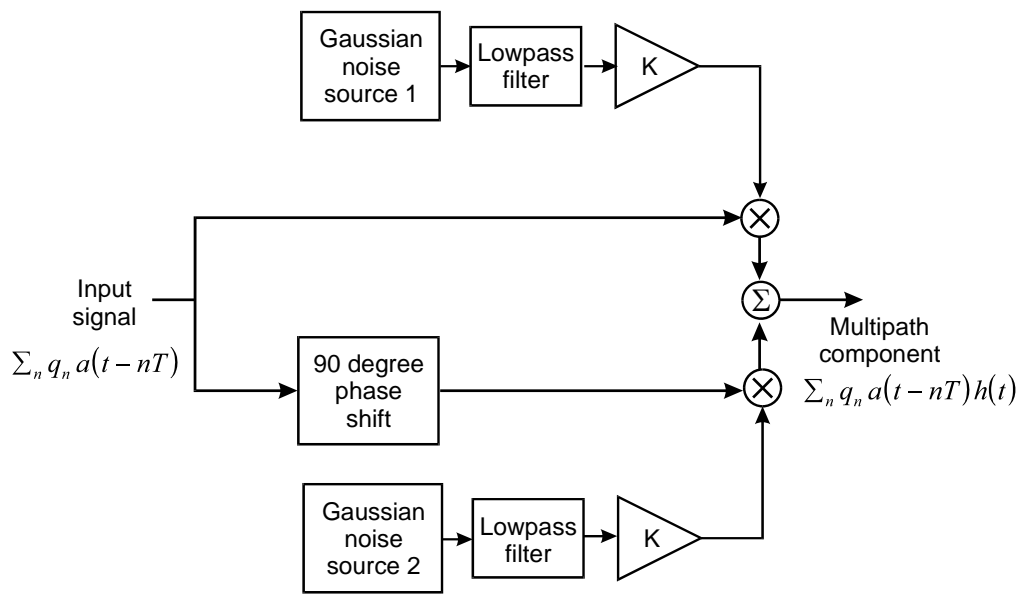 Gaussian
noise
source 1
Lowpass
filter
K
×
Input
signal
∑ₙ qₙ a(t − nT)
Σ
Multipath
component
∑ₙ qₙ a(t − nT) h(t)
90 degree
phase
shift
×
Gaussian
noise
source 2
Lowpass
filter
K